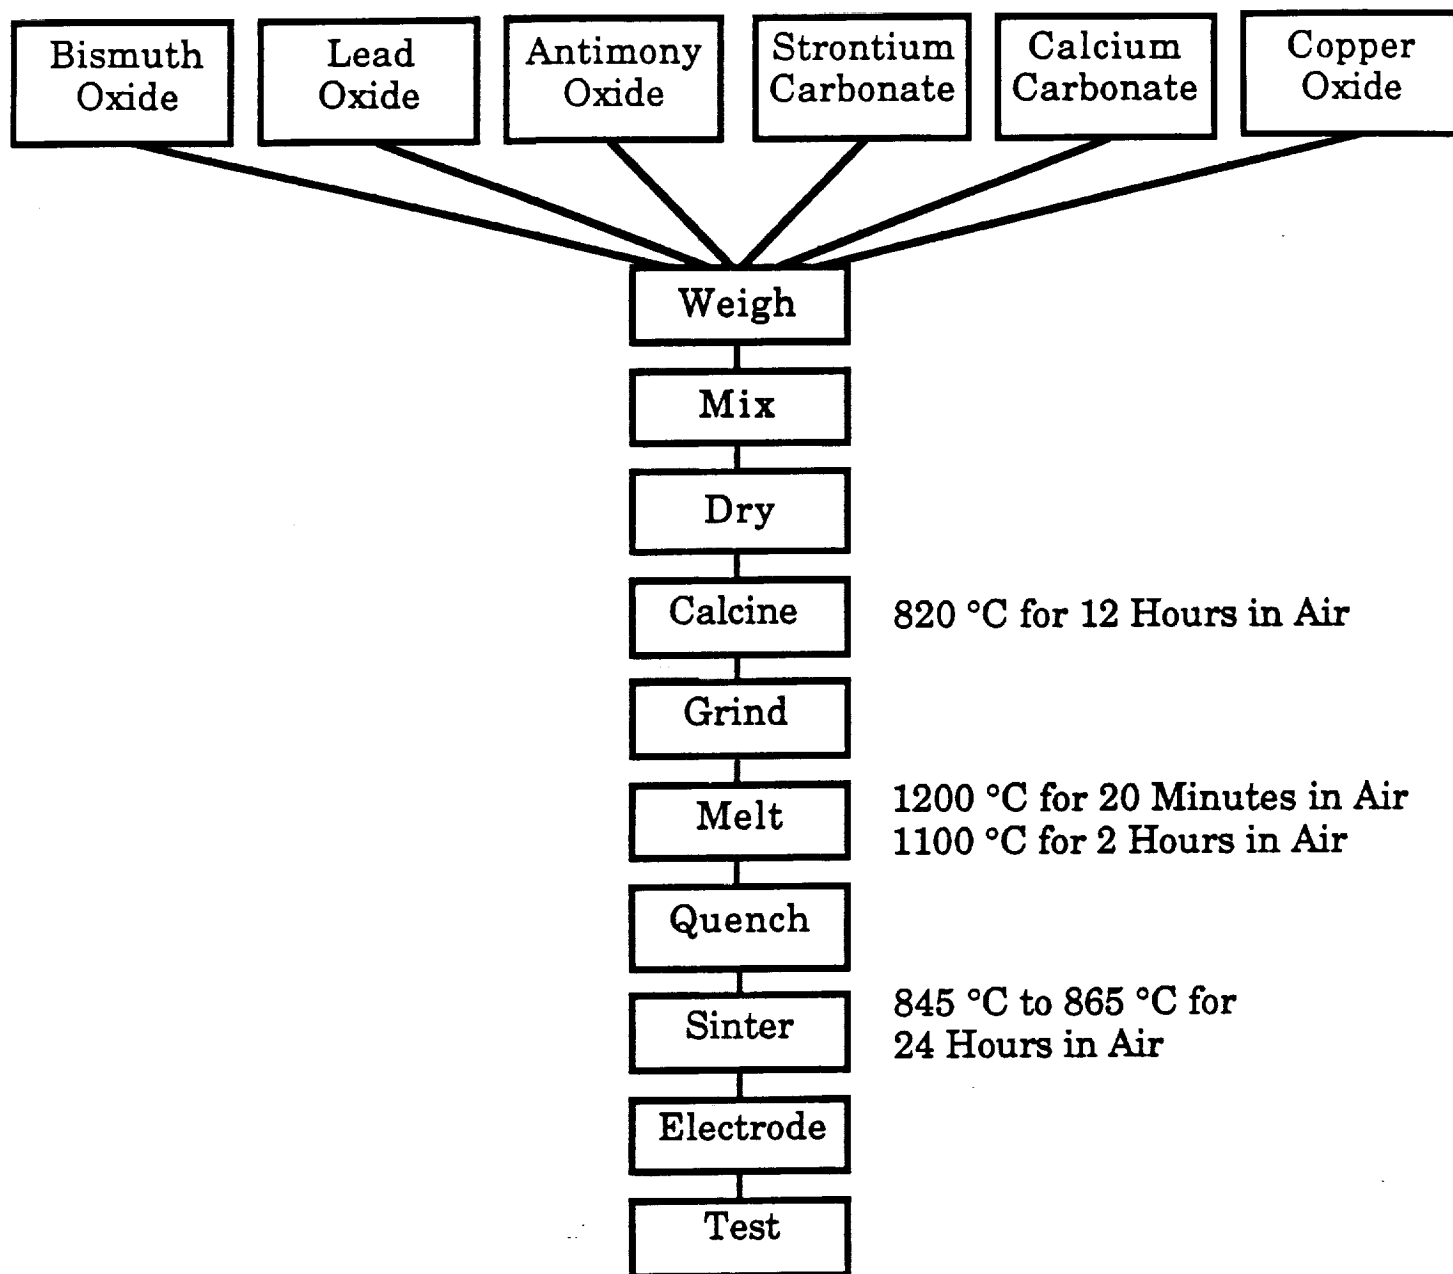 Bismuth
Oxide
Lead
Oxide
Antimony
Oxide
Strontium
Carbonate
Calcium
Carbonate
Copper
Oxide
Weigh
Mix
Dry
Calcine
820 °C for 12 Hours in Air
Grind
Melt
1200 °C for 20 Minutes in Air
1100 °C for 2 Hours in Air
Quench
Sinter
845 °C to 865 °C for
24 Hours in Air
Electrode
Test